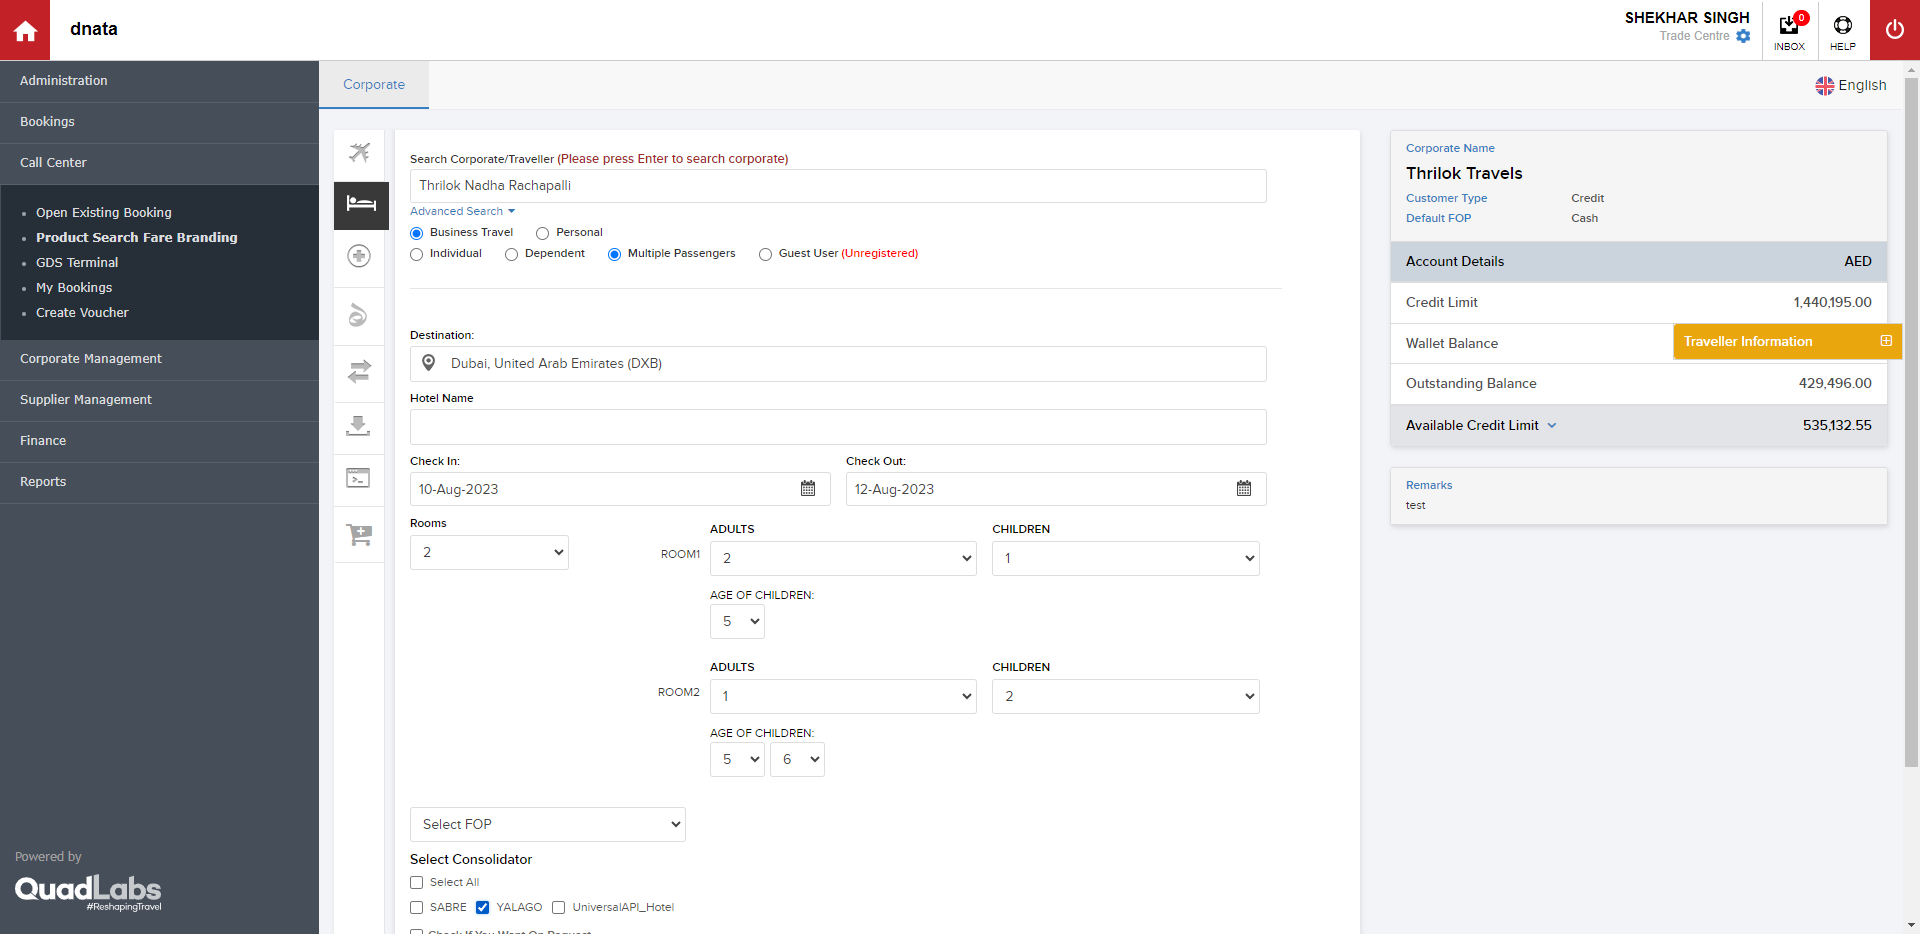 dnata
SHEKHAR SINGH
Trade Centre
0
INBOX
HELP
Administration
Bookings
Call Center
Open Existing Booking
Product Search Fare Branding
GDS Terminal
My Bookings
Create Voucher
Corporate Management
Supplier Management
Finance
Reports
Powered by
QuadLabs
#ReshapingTravel
Corporate
English
Search Corporate/Traveller (Please press Enter to search corporate)
Thrilok Nadha Rachapalli
Advanced Search
Business Travel Personal
Individual Dependent Multiple Passengers Guest User (Unregistered)
Destination:
Dubai, United Arab Emirates (DXB)
Hotel Name
Check In: Check Out:
10-Aug-2023 12-Aug-2023
Rooms
2
ADULTS CHILDREN
ROOM1 2 1
AGE OF CHILDREN:
5
ADULTS CHILDREN
ROOM2 1 2
AGE OF CHILDREN:
5 6
Select FOP
Select Consolidator
Select All
SABRE YALAGO UniversalAPI_Hotel
Check If You Want On Request
Corporate Name
Thrilok Travels
Customer Type Credit
Default FOP Cash
Account Details AED
Credit Limit 1,440,195.00
Wallet Balance
Traveller Information
Outstanding Balance 429,496.00
Available Credit Limit 535,132.55
Remarks
test